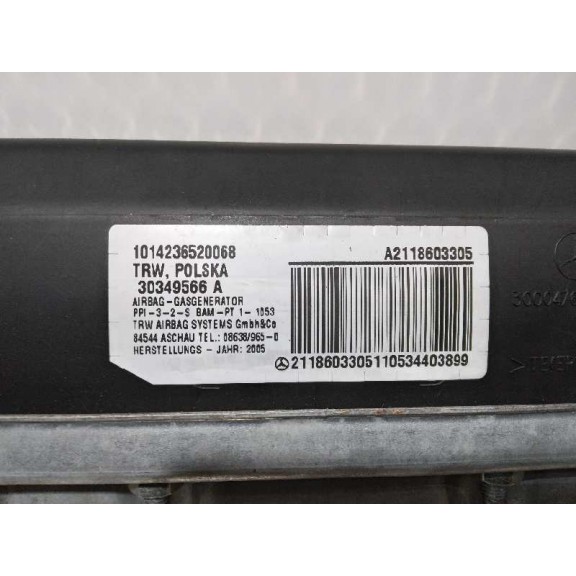 1014236520068
A2118603305
TRW, POLSKA
30349566 A
AIRBAG-GASGENERATOR
PPI-3-2-S BAM-PT 1- 1053
TRW AIRBAG SYSTEMS GmbH&Co
84544 ASCHAU TEL.: 08638/965-0
HERSTELLUNGS - JAHR: 2005
2118603305110534403899